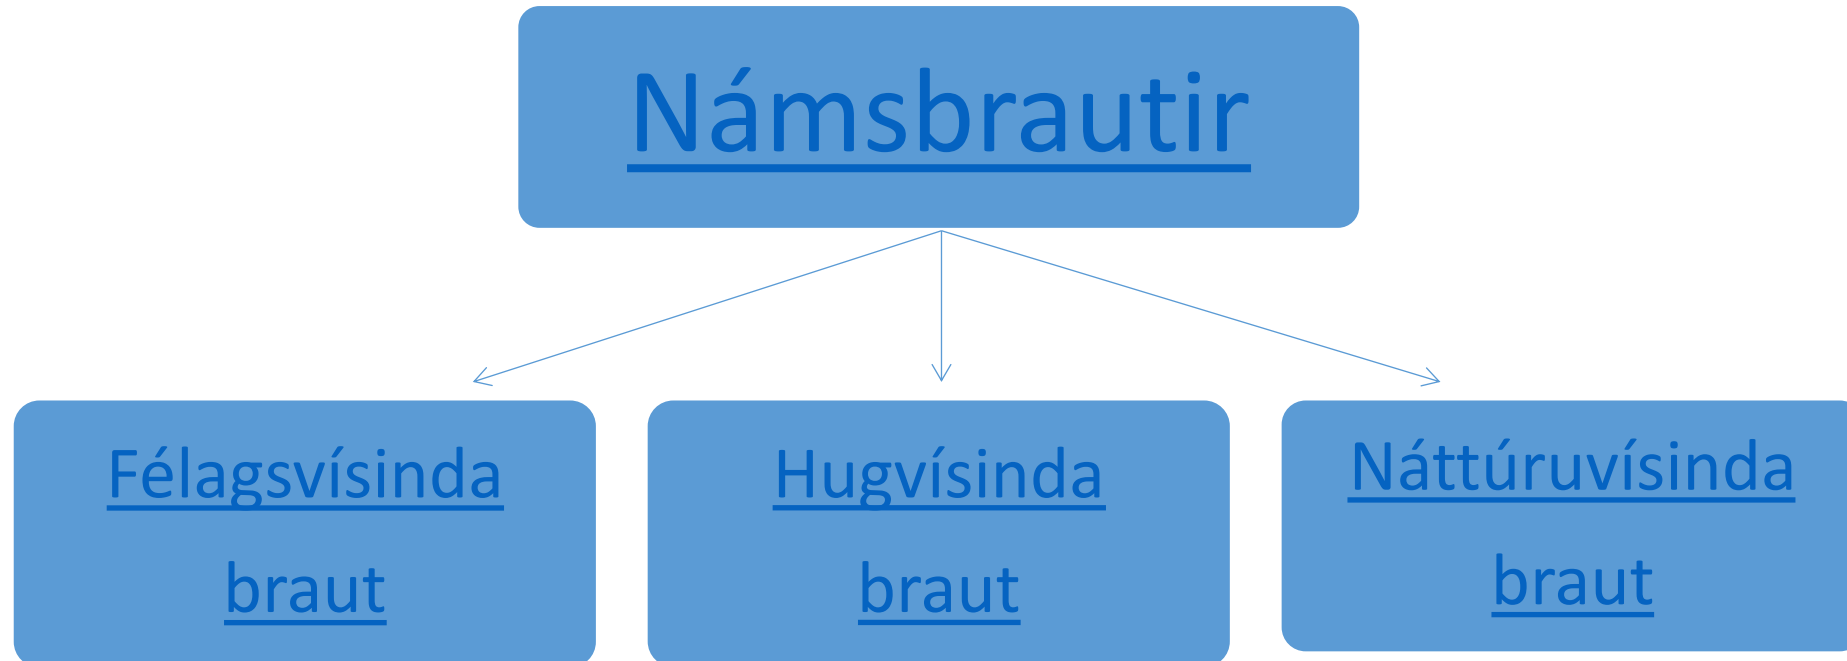 Námsbrautir
Félagsvísinda
braut
Hugvísinda
braut
Náttúruvísinda
braut